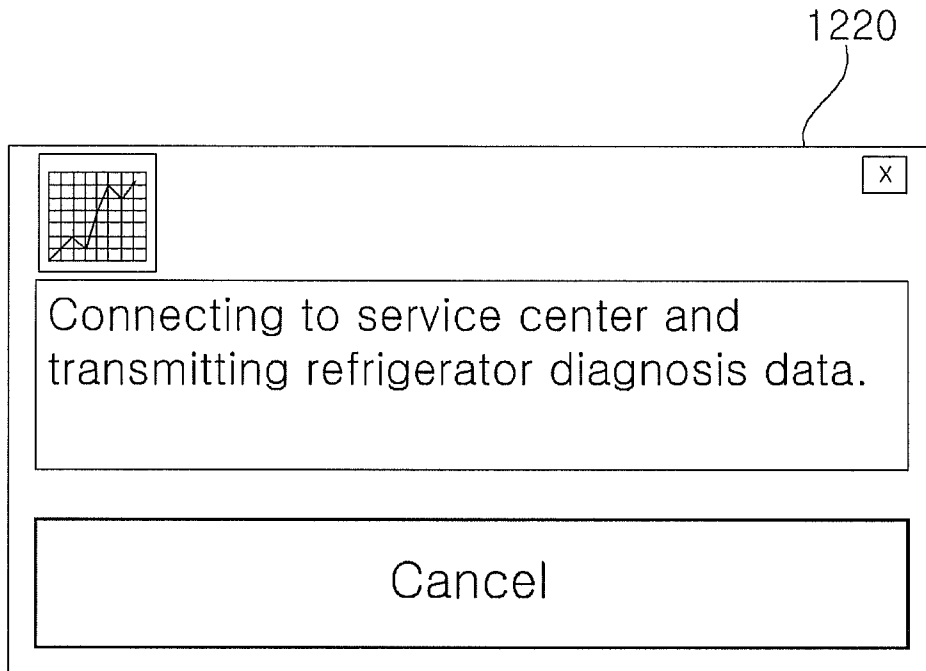 1220
X
Connecting to service center and
transmitting refrigerator diagnosis data.
Cancel